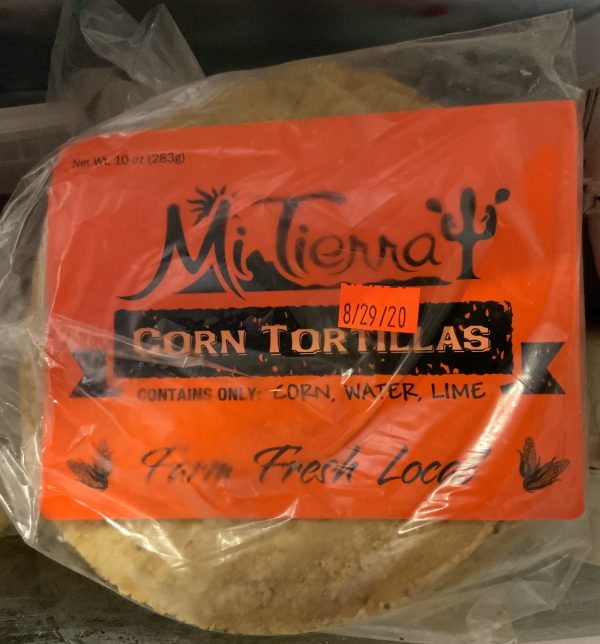 Net Wt. 10 oz (283g)
Mi Tierra
8/29/20
CORN TORTILLAS
CONTAINS ONLY: CORN, WATER, LIME
Farm Fresh Local